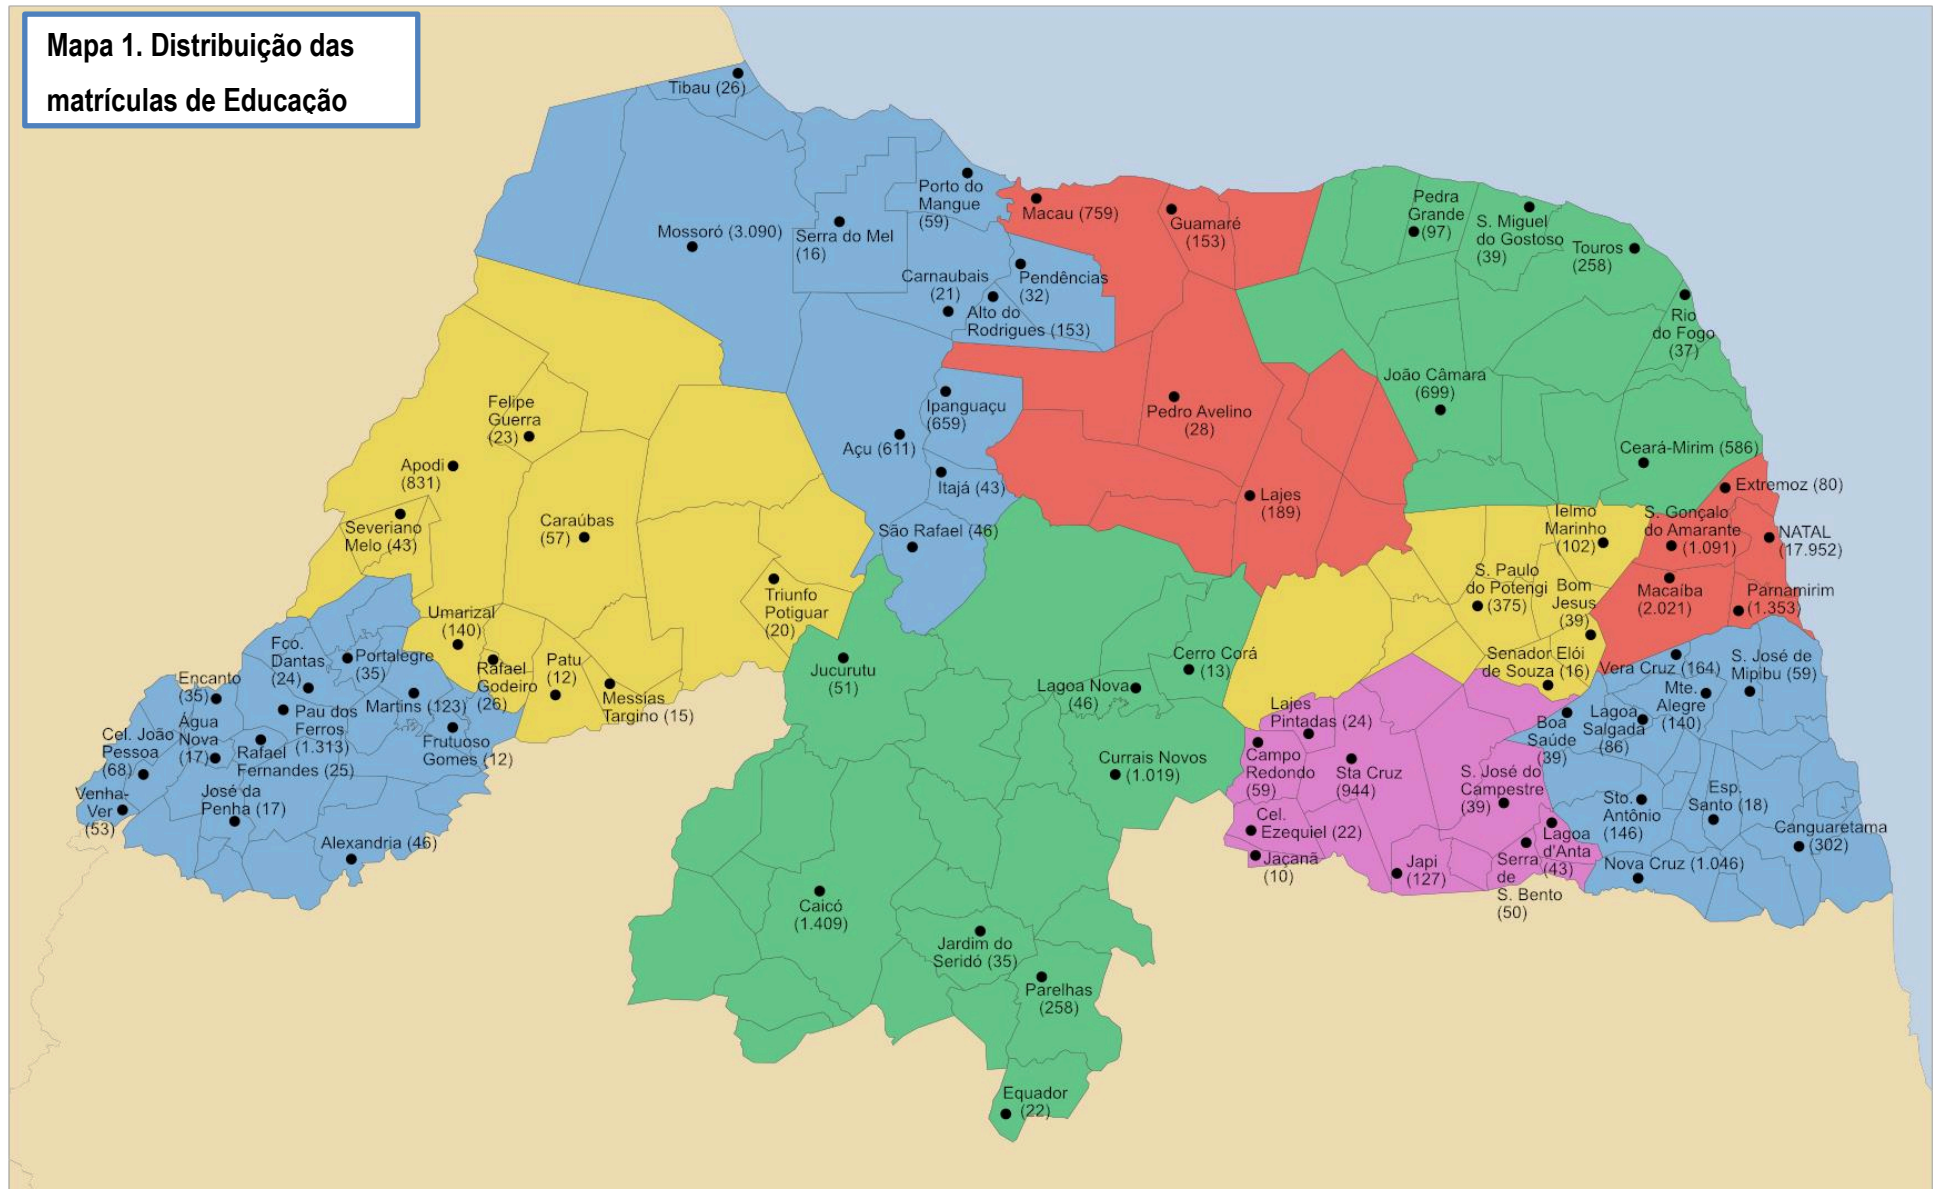 Mapa 1. Distribuição das
matrículas de Educação
Tibau (26)
Mossoró (3.090)
Serra do Mel
(16)
Porto do
Mangue
(59)
Carnaubais
(21)
Pendências
(32)
Alto do
Rodrigues (153)
Ipanguaçu
(659)
Açu (611)
Itajá (43)
São Rafael (46)
Macau (759)
Guamaré
(153)
Pedro Avelino
(28)
Lajes
(189)
Pedra
Grande
(97)
S. Miguel
do Gostoso
(39)
Touros
(258)
Rio
do Fogo
(37)
João Câmara
(699)
Ceará-Mirim (586)
Extremoz (80)
S. Gonçalo
do Amarante
(1.091)
NATAL
(17.952)
Macaíba
(2.021)
Parnamirim
(1.353)
Ielmo
Marinho
(102)
S. Paulo
do Potengi
(375)
Bom
Jesus
(39)
Senador Elói
de Souza (16)
Felipe
Guerra
(23)
Apodi
(831)
Severiano
Melo (43)
Caraúbas
(57)
Triunfo
Potiguar
(20)
Umarizal
(140)
Rafael
Godeiro
(26)
Patu
(12)
Messias
Targino (15)
Fco.
Dantas
(24)
Portalegre
(35)
Encanto
(35)
Martins (123)
Pau dos
Ferros
(1.313)
Água
Nova
(17)
Cel. João
Pessoa
(68)
Rafael
Fernandes (25)
Frutuoso
Gomes (12)
Venha-
Ver
(53)
José da
Penha (17)
Alexandria (46)
Jucurutu
(51)
Cerro Corá
(13)
Lagoa Nova
(46)
Currais Novos
(1.019)
Caicó
(1.409)
Jardim do
Seridó (35)
Parelhas
(258)
Equador
(22)
Lajes
Pintadas (24)
Campo
Redondo
(59)
Sta Cruz
(944)
S. José do
Campestre
(39)
Cel.
Ezequiel (22)
Jaçanã
(10)
Japi
(127)
Serra
de
S. Bento
(50)
Lagoa
d'Anta
(43)
Vera Cruz (164)
S. José de
Mipibu (59)
Mte.
Alegre
(140)
Boa
Saúde
(39)
Lagoa
Salgada
(86)
Sto.
Antônio
(146)
Esp.
Santo (18)
Canguaretama
(302)
Nova Cruz (1.046)